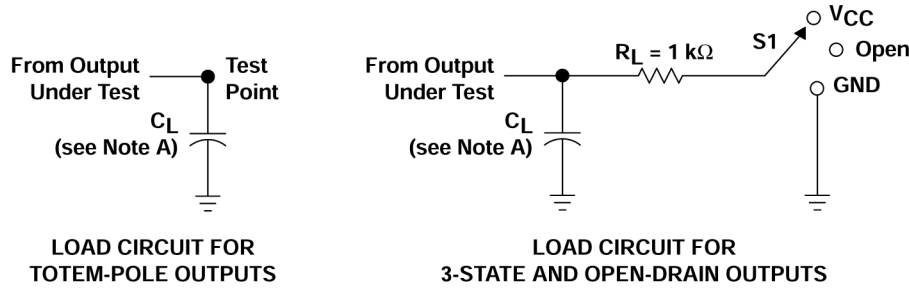 From Output
Under Test
Test
Point
CL
(see Note A)
LOAD CIRCUIT FOR
TOTEM-POLE OUTPUTS
From Output
Under Test
RL = 1 kΩ
S1
VCC
Open
GND
CL
(see Note A)
LOAD CIRCUIT FOR
3-STATE AND OPEN-DRAIN OUTPUTS